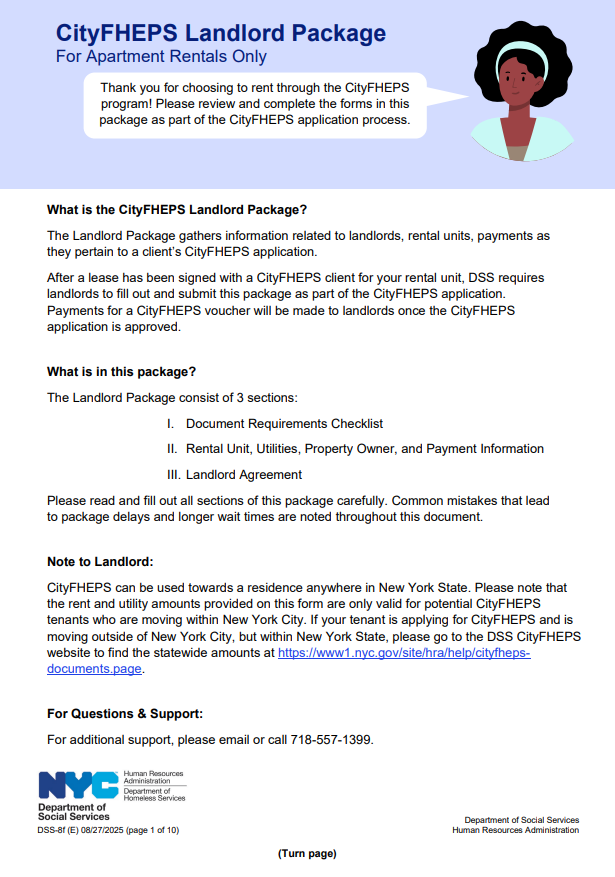 CityFHEPS Landlord Package
For Apartment Rentals Only
Thank you for choosing to rent through the CityFHEPS
program! Please review and complete the forms in this
package as part of the CityFHEPS application process.
What is the CityFHEPS Landlord Package?
The Landlord Package gathers information related to landlords, rental units, payments as
they pertain to a client's CityFHEPS application.
After a lease has been signed with a CityFHEPS client for your rental unit, DSS requires
landlords to fill out and submit this package as part of the CityFHEPS application.
Payments for a CityFHEPS voucher will be made to landlords once the CityFHEPS
application is approved.
What is in this package?
The Landlord Package consist of 3 sections:
I. Document Requirements Checklist
II. Rental Unit, Utilities, Property Owner, and Payment Information
III. Landlord Agreement
Please read and fill out all sections of this package carefully. Common mistakes that lead
to package delays and longer wait times are noted throughout this document.
Note to Landlord:
CityFHEPS can be used towards a residence anywhere in New York State. Please note that
the rent and utility amounts provided on this form are only valid for potential CityFHEPS
tenants who are moving within New York City. If your tenant is applying for CityFHEPS and is
moving outside of New York City, but within New York State, please go to the DSS CityFHEPS
website to find the statewide amounts at https://www1.nyc.gov/site/hra/help/cityfheps-
documents.page.
For Questions & Support:
For additional support, please email or call 718-557-1399.
NYC
Human Resources
Administration
Department of
Homeless Services
Department of
Social Services
DSS-8f (E) 08/27/2025 (page 1 of 10)
Department of Social Services
Human Resources Administration
(Turn page)